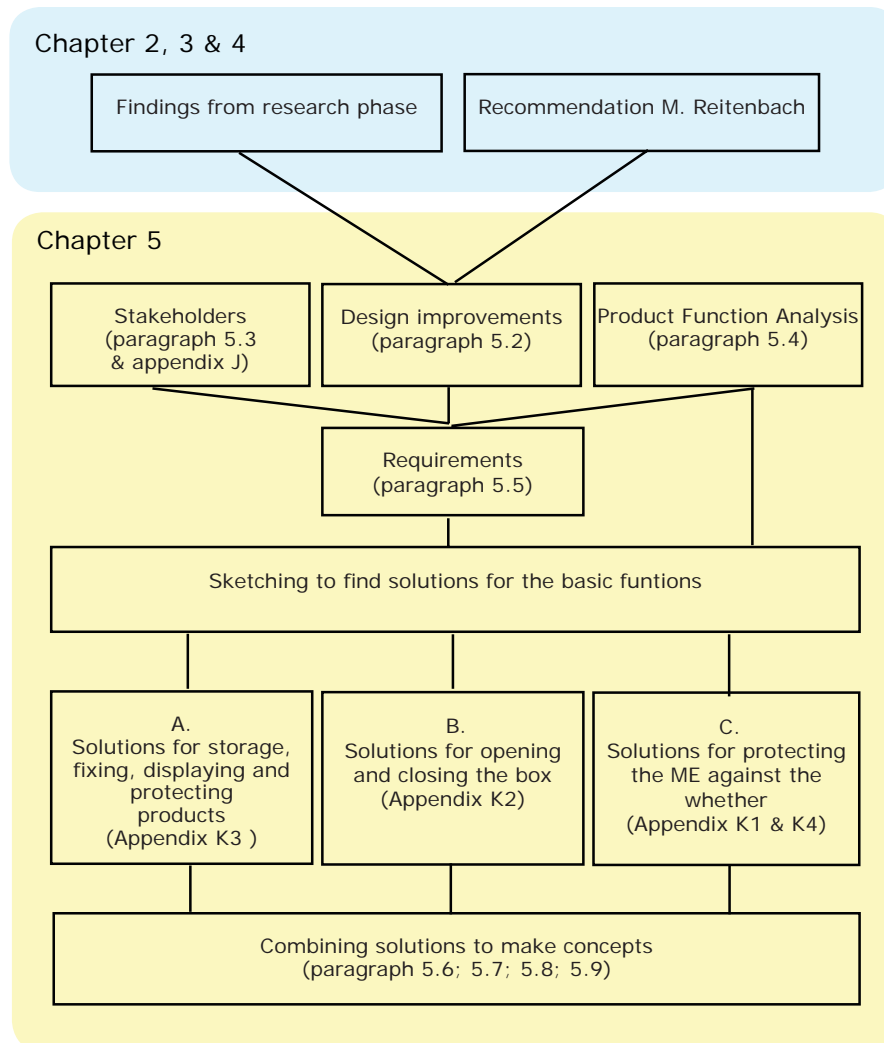 Chapter 2, 3 & 4
Findings from research phase
Recommendation M. Reitenbach
Chapter 5
Stakeholders
(paragraph 5.3
& appendix J)
Design improvements
(paragraph 5.2)
Product Function Analysis
(paragraph 5.4)
Requirements
(paragraph 5.5)
Sketching to find solutions for the basic funtions
A.
Solutions for storage,
fixing, displaying and
protecting
products
(Appendix K3 )
B.
Solutions for opening
and closing the box
(Appendix K2)
C.
Solutions for protecting
the ME against the
whether
(Appendix K1 & K4)
Combining solutions to make concepts
(paragraph 5.6; 5.7; 5.8; 5.9)